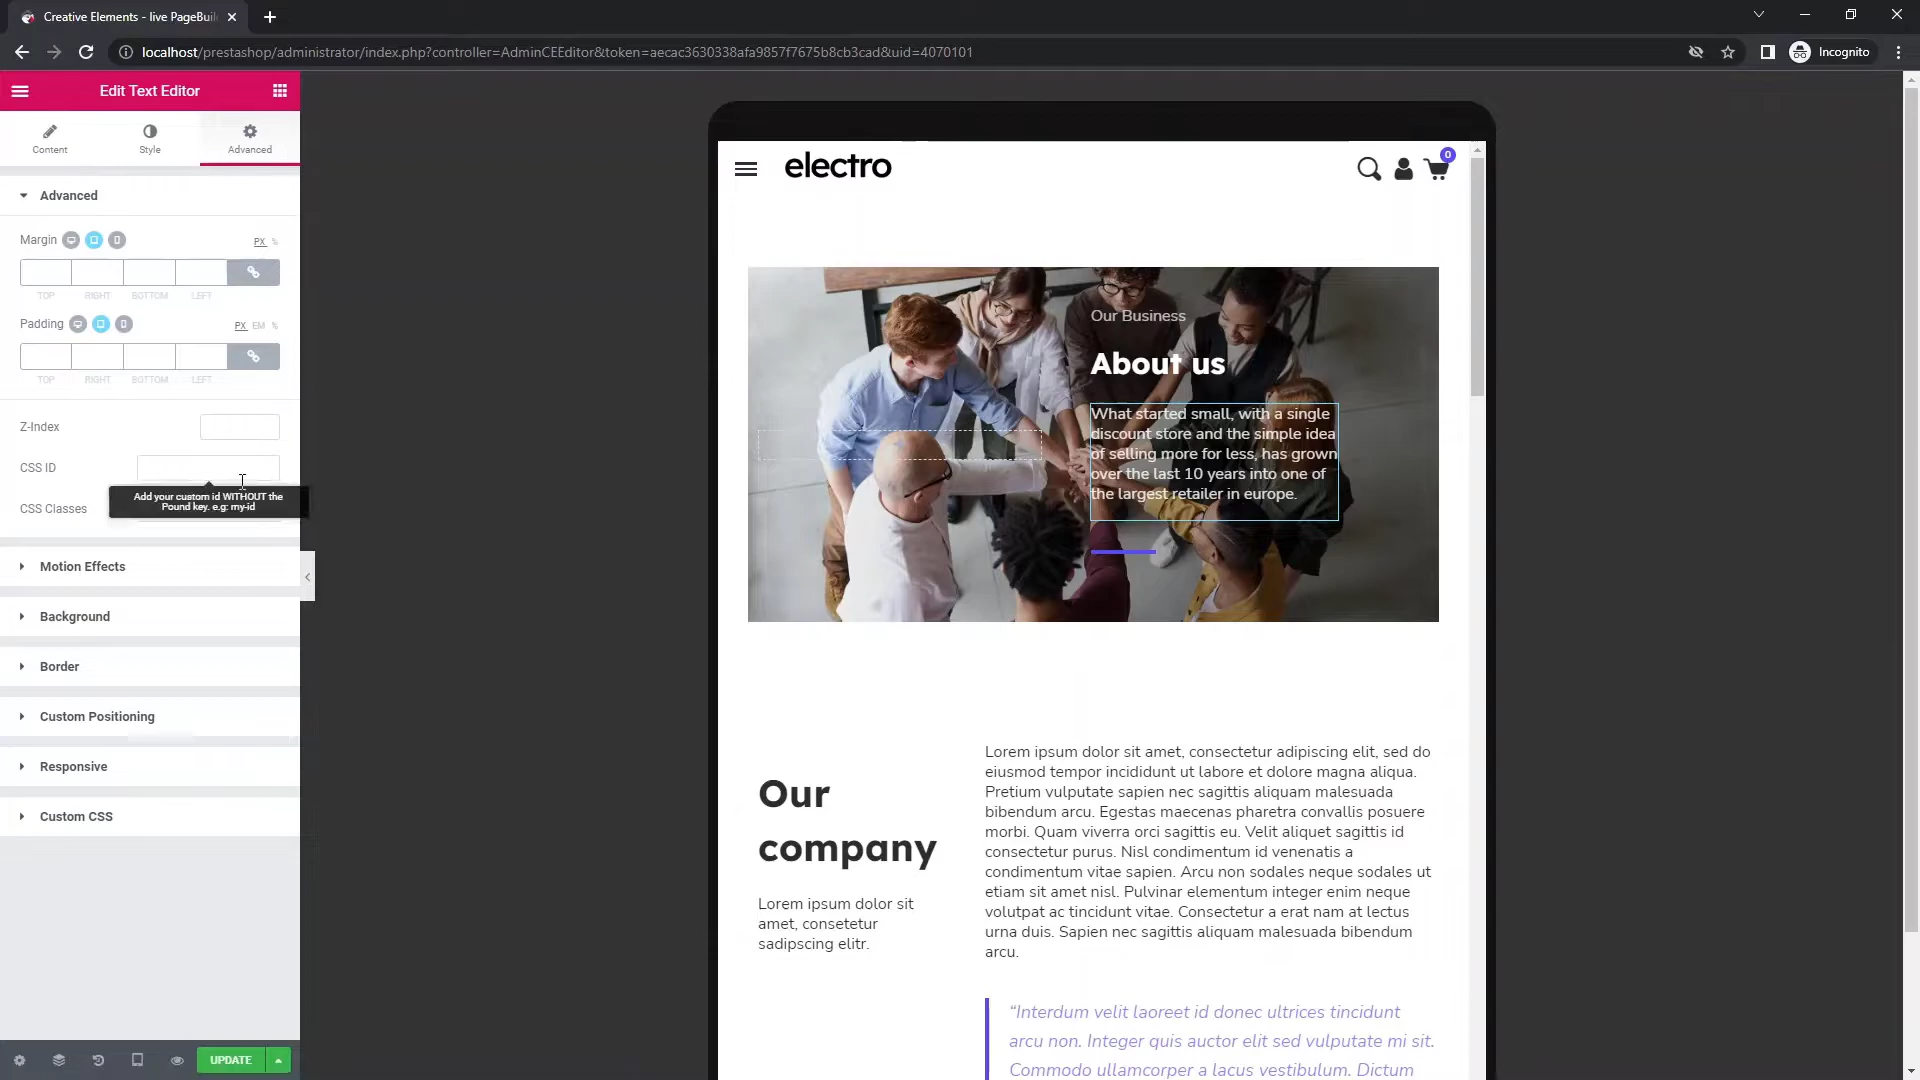 Creative Elements - live PageBuil
localhost/prestashop/administrator/index.php?controller=AdminCEEditor&token=aecac3630338afa9857f7675b8cb3cad&uid=4070101
Incognito
Edit Text Editor
Content
Style
Advanced
Advanced
Margin
PX %
TOP RIGHT BOTTOM LEFT
Padding
PX EM %
TOP RIGHT BOTTOM LEFT
Z-Index
CSS ID
Add your custom id WITHOUT the
Pound key. e.g: my-id
CSS Classes
Motion Effects
Background
Border
Custom Positioning
Responsive
Custom CSS
UPDATE
electro
0
Our Business
About us
What started small, with a single
discount store and the simple idea
of selling more for less, has grown
over the last 10 years into one of
the largest retailer in europe.
Our
company
Lorem ipsum dolor sit
amet, consetetur
sadipscing elitr.
Lorem ipsum dolor sit amet, consectetur adipiscing elit, sed do
eiusmod tempor incididunt ut labore et dolore magna aliqua.
Pretium vulputate sapien nec sagittis aliquam malesuada
bibendum arcu. Egestas maecenas pharetra convallis posuere
morbi. Quam viverra orci sagittis eu. Velit aliquet sagittis id
consectetur purus. Nisl condimentum id venenatis a
condimentum vitae sapien. Arcu non sodales neque sodales ut
etiam sit amet nisl. Pulvinar elementum integer enim neque
volutpat ac tincidunt vitae. Consectetur a erat nam at lectus
urna duis. Sapien nec sagittis aliquam malesuada bibendum
arcu.
“Interdum velit laoreet id donec ultrices tincidunt
arcu non. Integer quis auctor elit sed vulputate mi sit.
Commodo ullamcorper a lacus vestibulum. Dictum